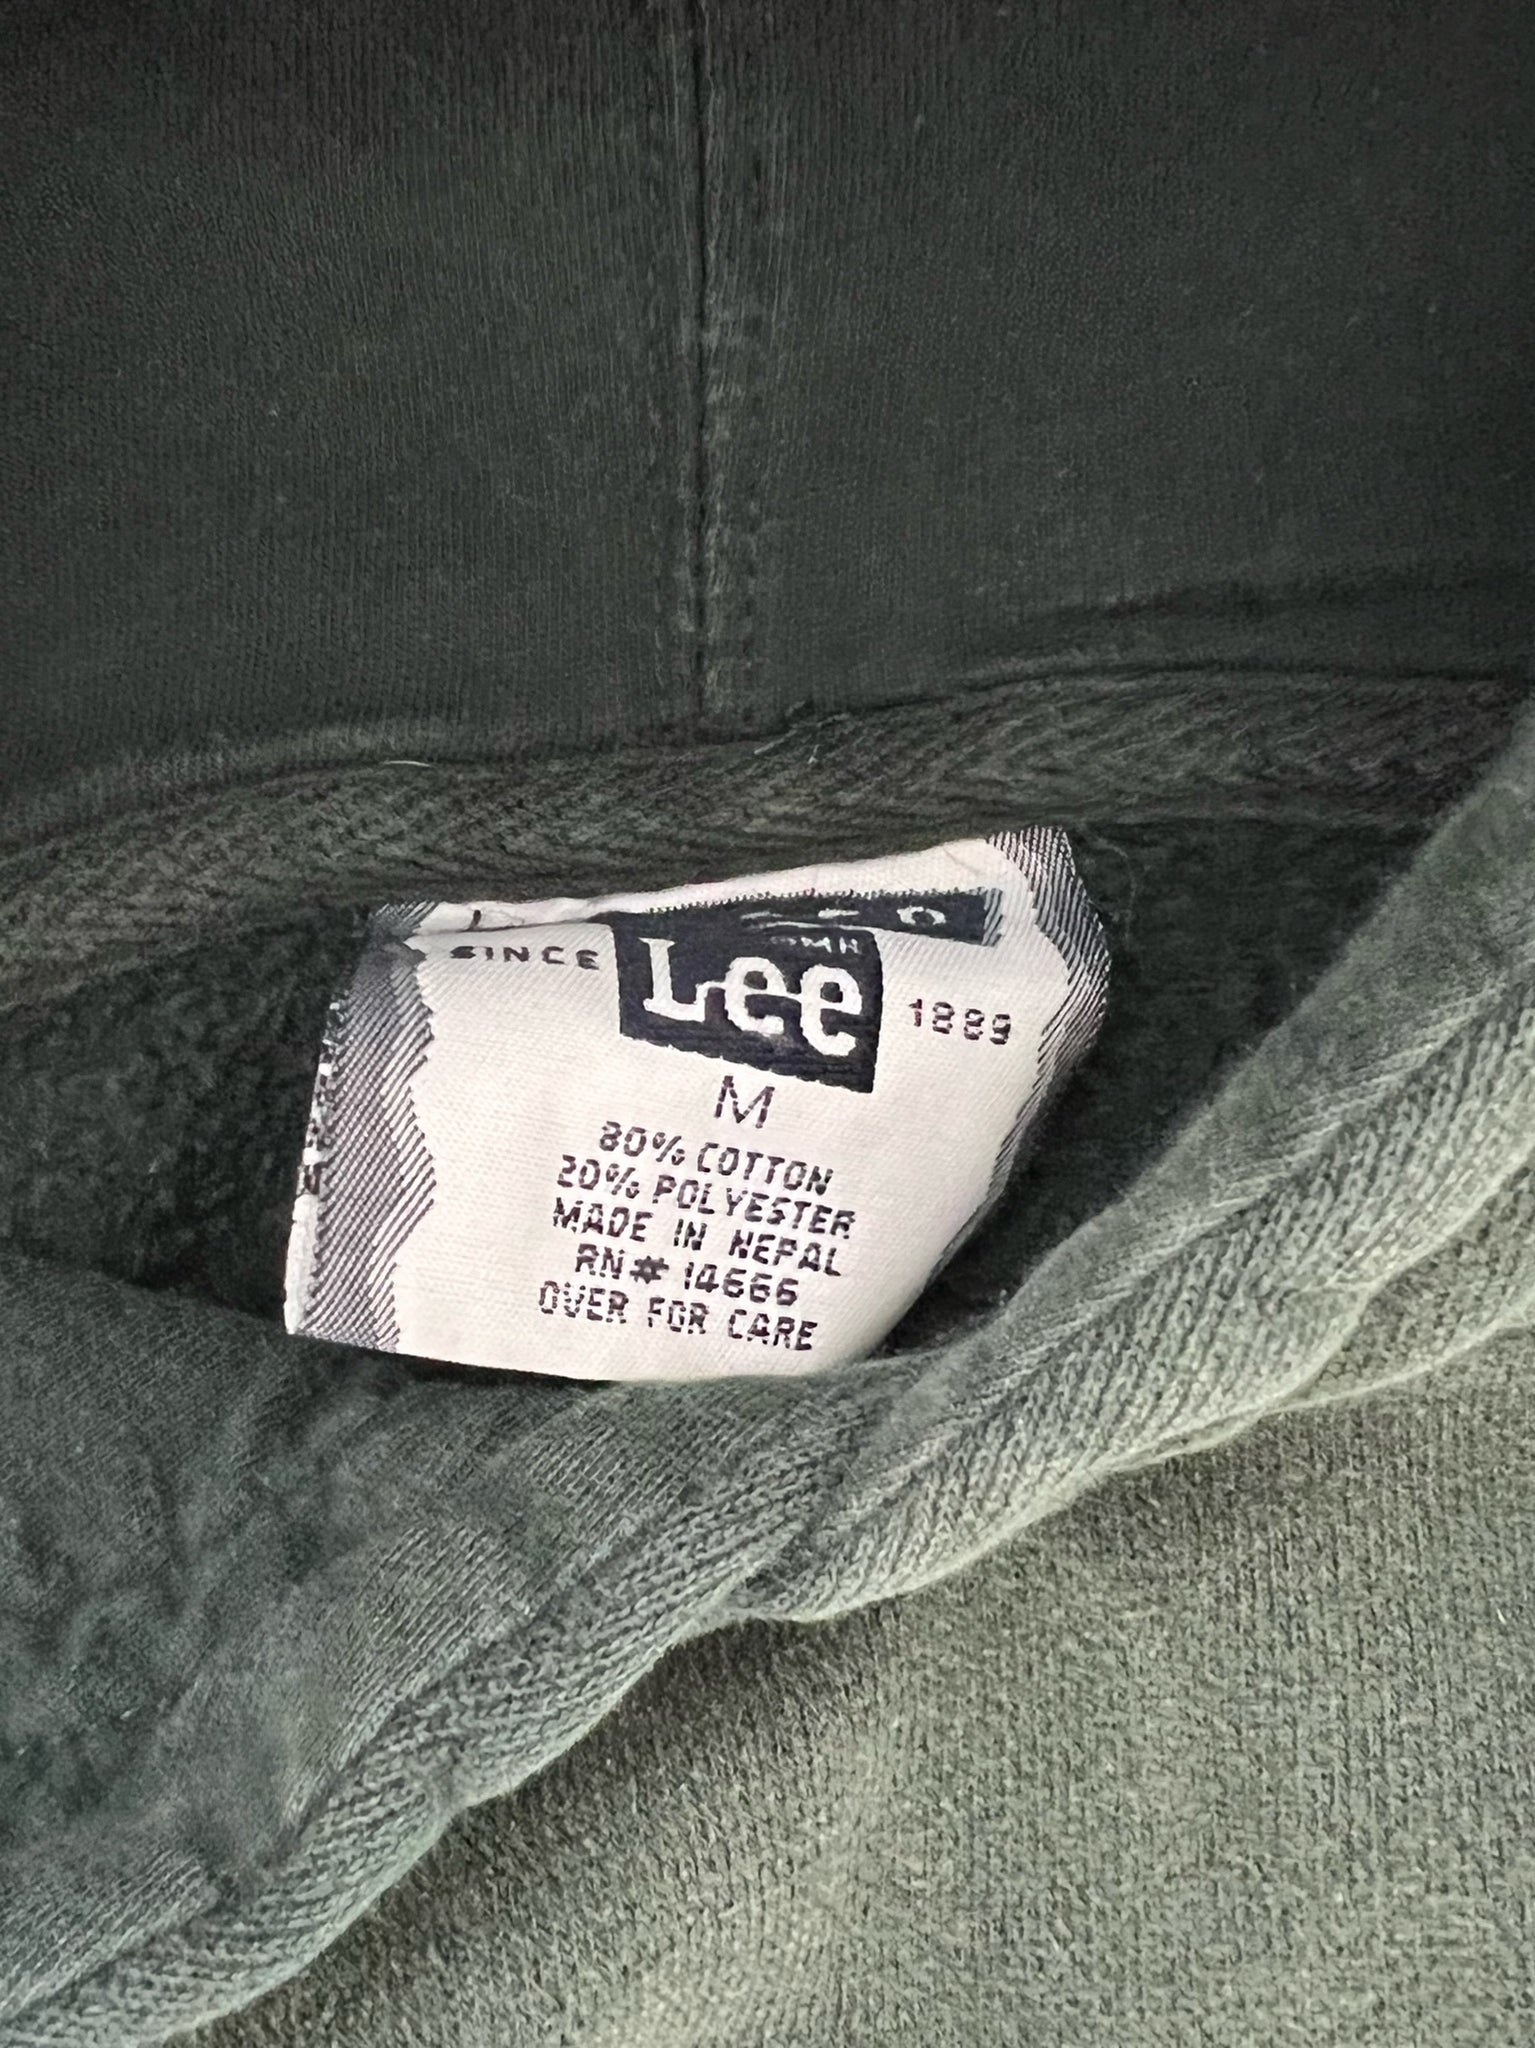 SINCE Lee 1889
M
80% COTTON
20% POLYESTER
MADE IN NEPAL
RN# 14666
OVER FOR CARE